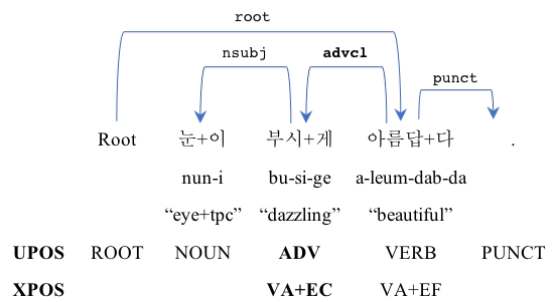 root
nsubj advcl punct
Root 눈+이 부시+게 아름답+다 .
nun-i bu-si-ge a-leum-dab-da
“eye+tpc” “dazzling” “beautiful”
UPOS ROOT NOUN ADV VERB PUNCT
XPOS VA+EC VA+EF